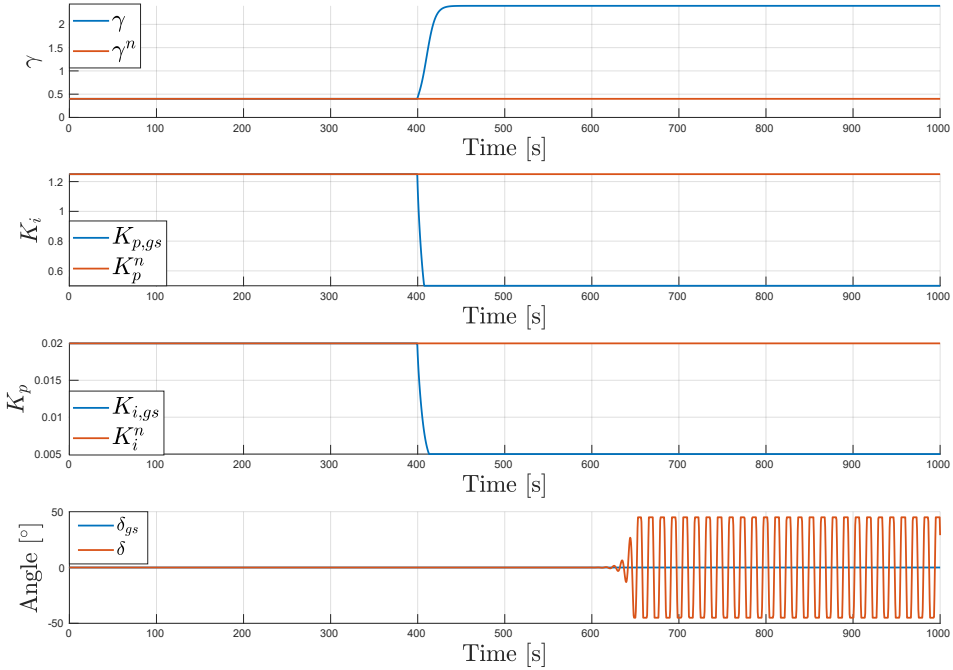 γ
2
1.5
1
0.5
0
γ
γⁿ
0 100 200 300 400 500 600 700 800 900 1000
Time [s]
K_i
1.2
1
0.8
0.6
K_{p,gs}
K_p^n
0 100 200 300 400 500 600 700 800 900 1000
Time [s]
K_p
0.02
0.015
0.01
0.005
K_{i,gs}
K_i^n
0 100 200 300 400 500 600 700 800 900 1000
Time [s]
Angle [°]
50
0
-50
δ_{gs}
δ
0 100 200 300 400 500 600 700 800 900 1000
Time [s]